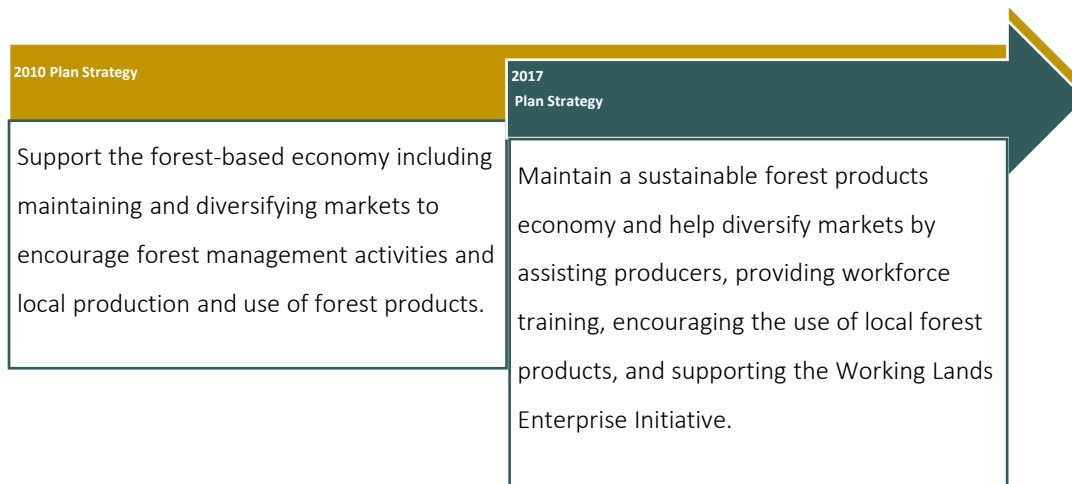 2010 Plan Strategy
Support the forest-based economy including
maintaining and diversifying markets to
encourage forest management activities and
local production and use of forest products.
2017
Plan Strategy
Maintain a sustainable forest products
economy and help diversify markets by
assisting producers, providing workforce
training, encouraging the use of local forest
products, and supporting the Working Lands
Enterprise Initiative.